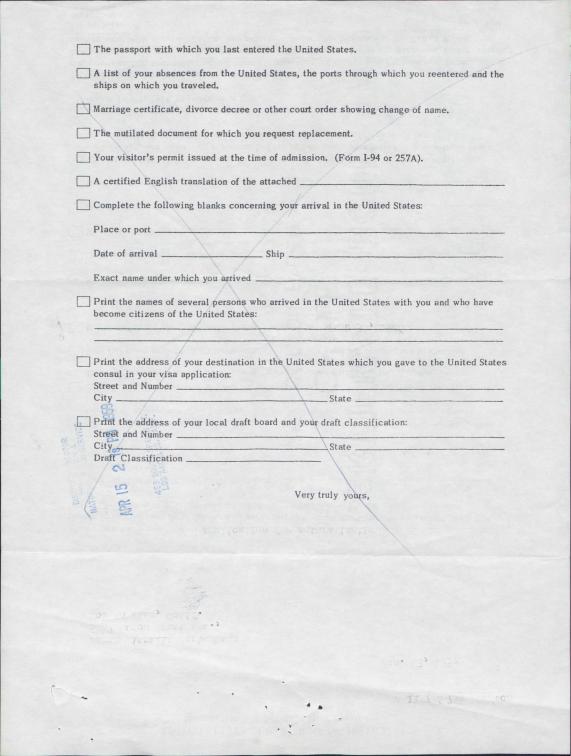 The passport with which you last entered the United States.
A list of your absences from the United States, the ports through which you reentered and the
ships on which you traveled.
Marriage certificate, divorce decree or other court order showing change of name.
The mutilated document for which you request replacement.
Your visitor's permit issued at the time of admission. (Form I-94 or 257A).
A certified English translation of the attached
Complete the following blanks concerning your arrival in the United States:
Place or port
Date of arrival Ship
Exact name under which you arrived
Print the names of several persons who arrived in the United States with you and who have
become citizens of the United States:
Print the address of your destination in the United States which you gave to the United States
consul in your visa application:
Street and Number
City State
Print the address of your local draft board and your draft classification:
Street and Number
City State
Draft Classification
APR 15 2
Very truly yours,